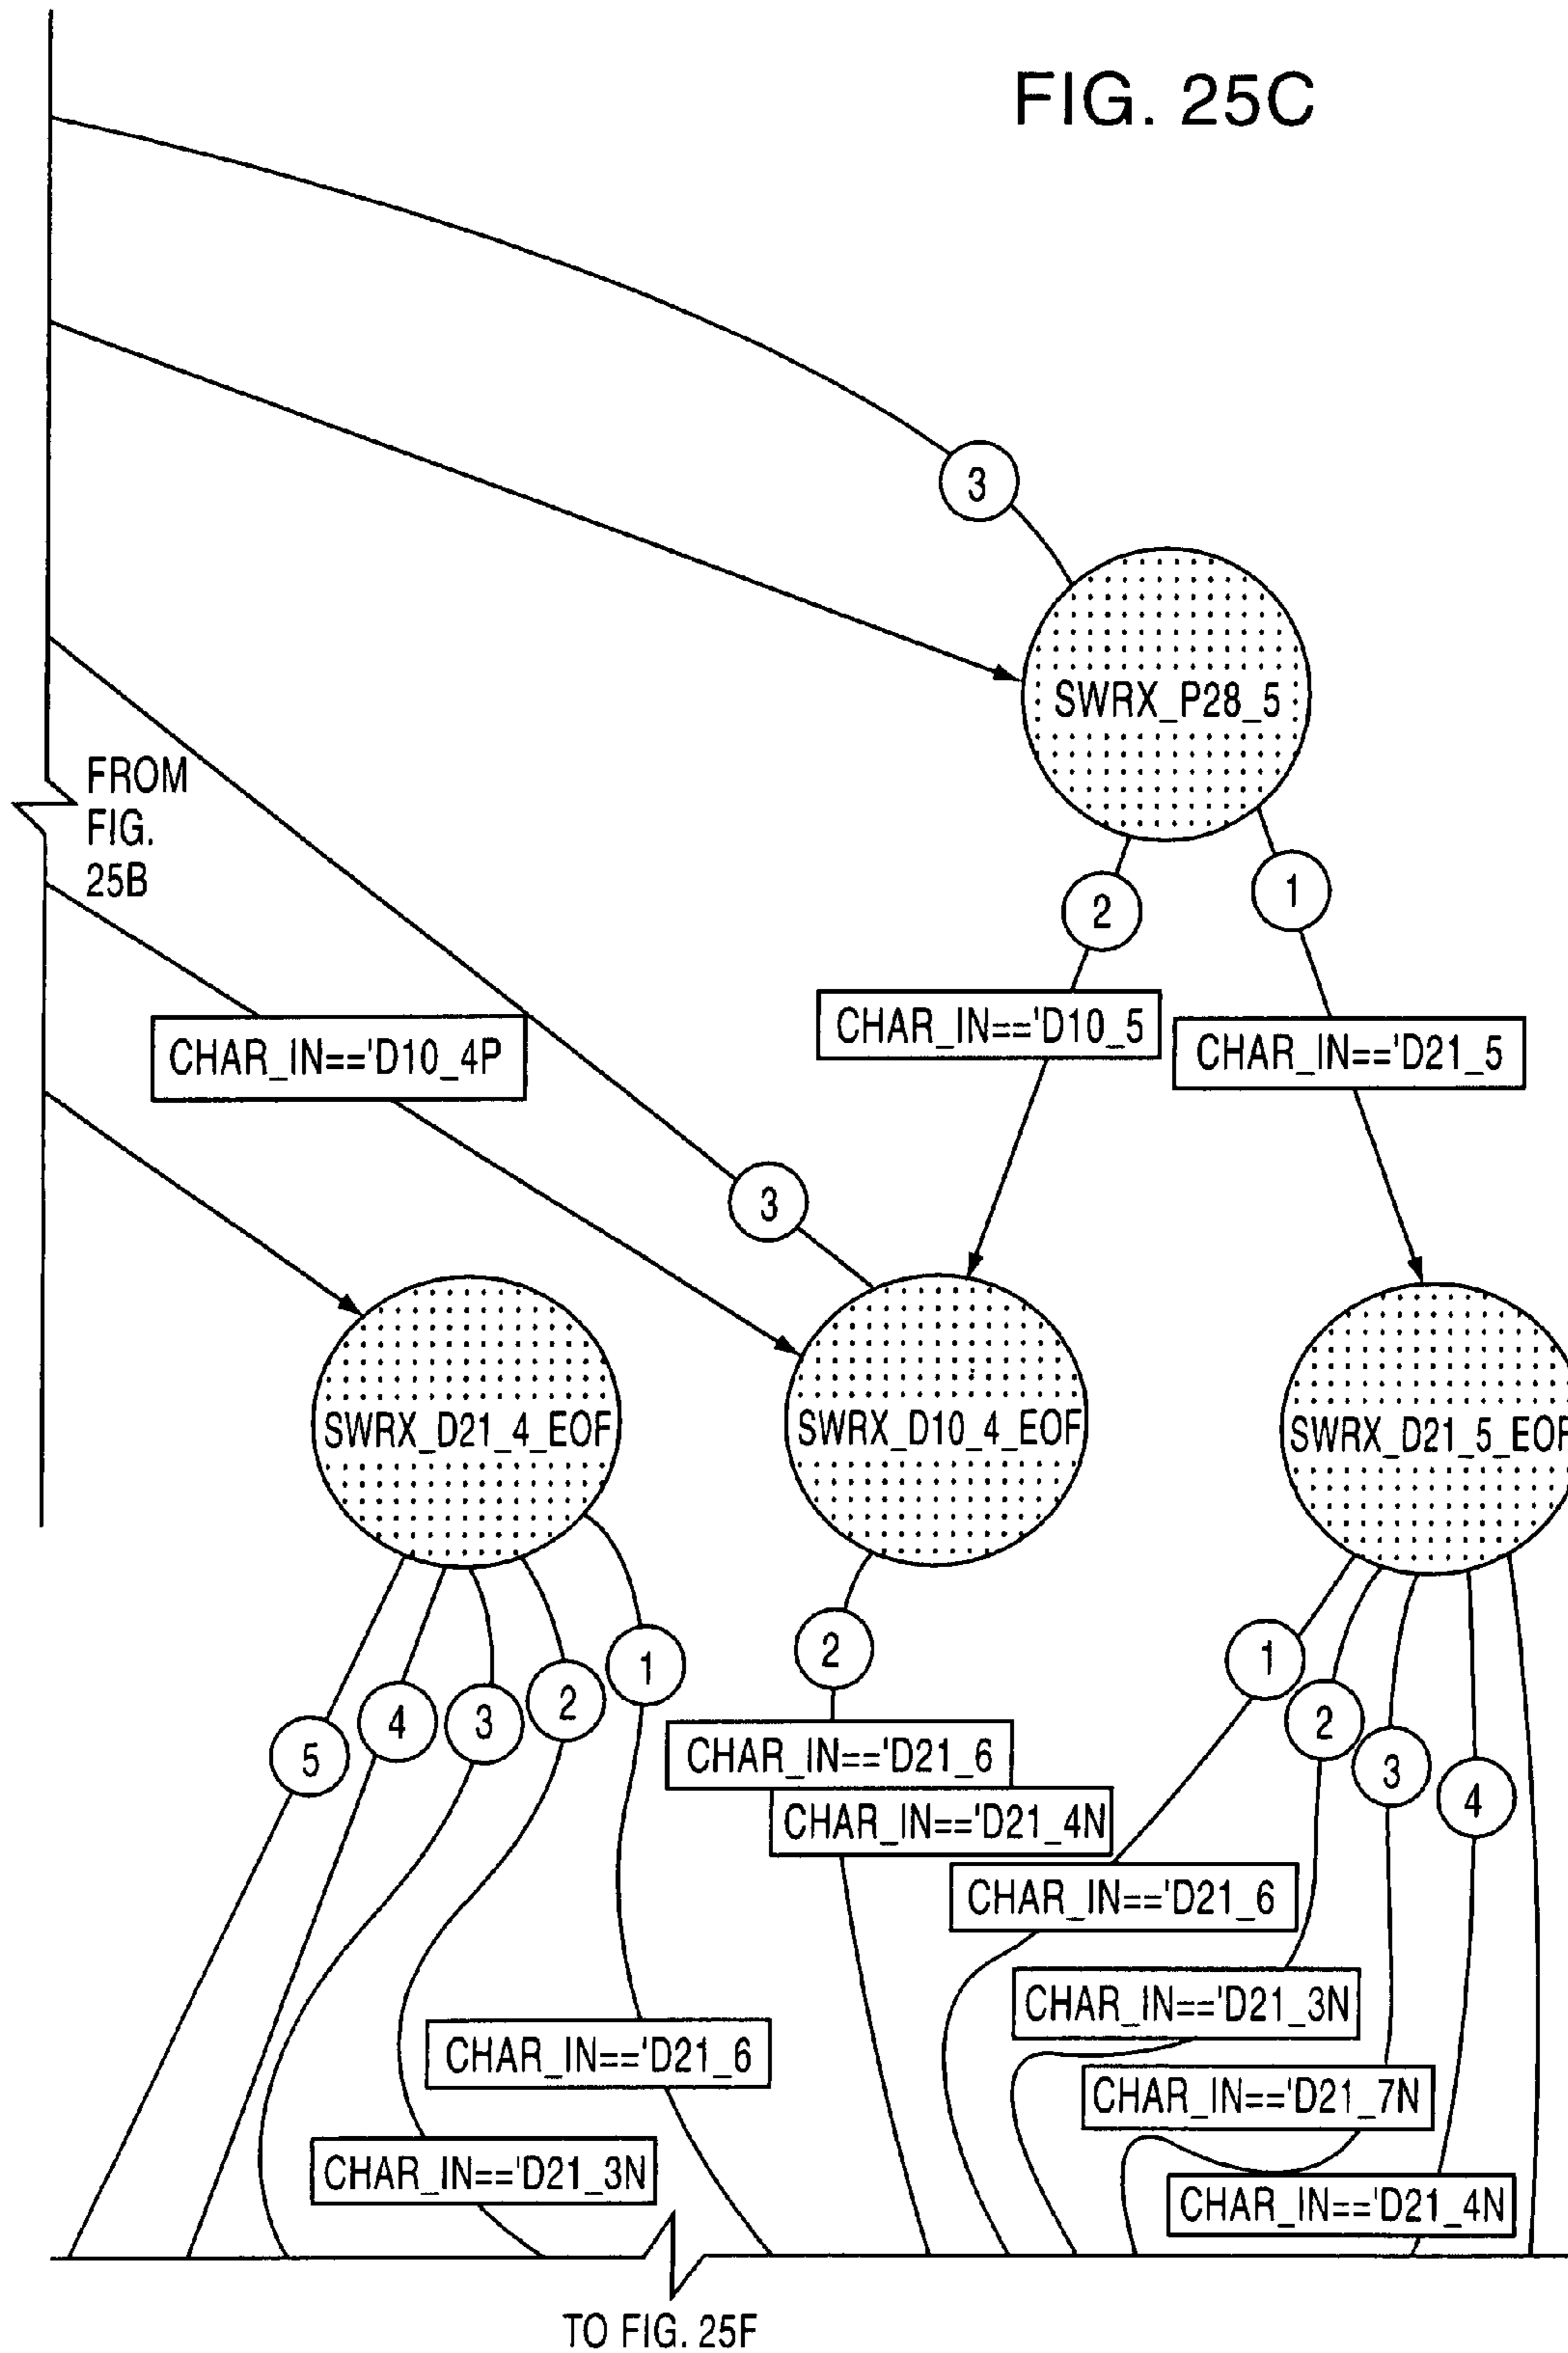 FIG. 25C
3
SWRX_P28_5
FROM
FIG.
25B
2
1
CHAR_IN=='D10_5
CHAR_IN=='D10_4P
CHAR_IN=='D21_5
3
SWRX_D21_4_EOF
SWRX_D10_4_EOF
SWRX_D21_5_EOF
5
4
3
2
1
2
1
2
3
4
CHAR_IN=='D21_6
CHAR_IN=='D21_4N
CHAR_IN=='D21_6
CHAR_IN=='D21_3N
CHAR_IN=='D21_6
CHAR_IN=='D21_7N
CHAR_IN=='D21_3N
CHAR_IN=='D21_4N
TO FIG. 25F